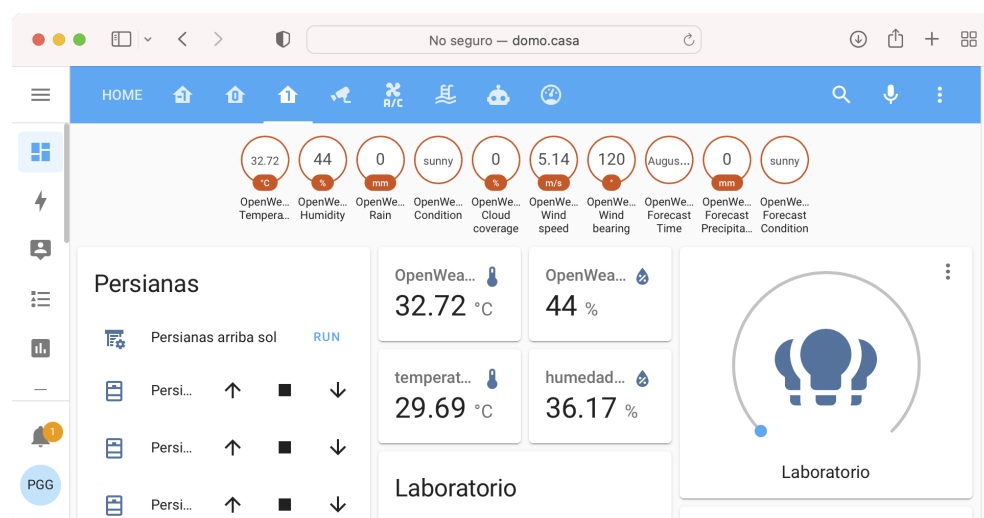 No seguro — domo.casa
HOME
-1
0
1
A/C
32.72
°C
OpenWe...
Tempera...
44
%
OpenWe...
Humidity
0
mm
OpenWe...
Rain
sunny
OpenWe...
Condition
0
%
OpenWe...
Cloud
coverage
5.14
m/s
OpenWe...
Wind
speed
120
°
OpenWe...
Wind
bearing
Augus...
OpenWe...
Forecast
Time
0
mm
OpenWe...
Forecast
Precipita...
sunny
OpenWe...
Forecast
Condition
Persianas
Persianas arriba sol RUN
Persi...
Persi...
Persi...
OpenWea...
32.72 °C
OpenWea...
44 %
temperat...
29.69 °C
humedad...
36.17 %
Laboratorio
Laboratorio
1
PGG